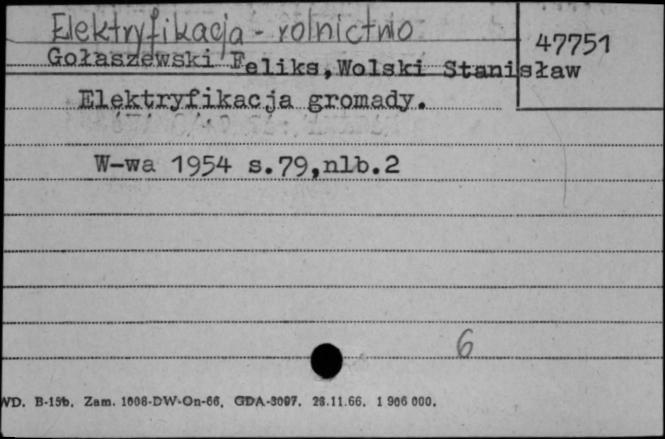 Elektryfikacja - rolnictwo
47751
Gołaszewski Feliks, Wolski Stanisław
Elektryfikacja gromady.
W-wa 1954 s.79,nlb.2
6
WD. B-15b. Zam. 1608-DW-On-66. GDA-3097. 28.11.66. 1 906 000.